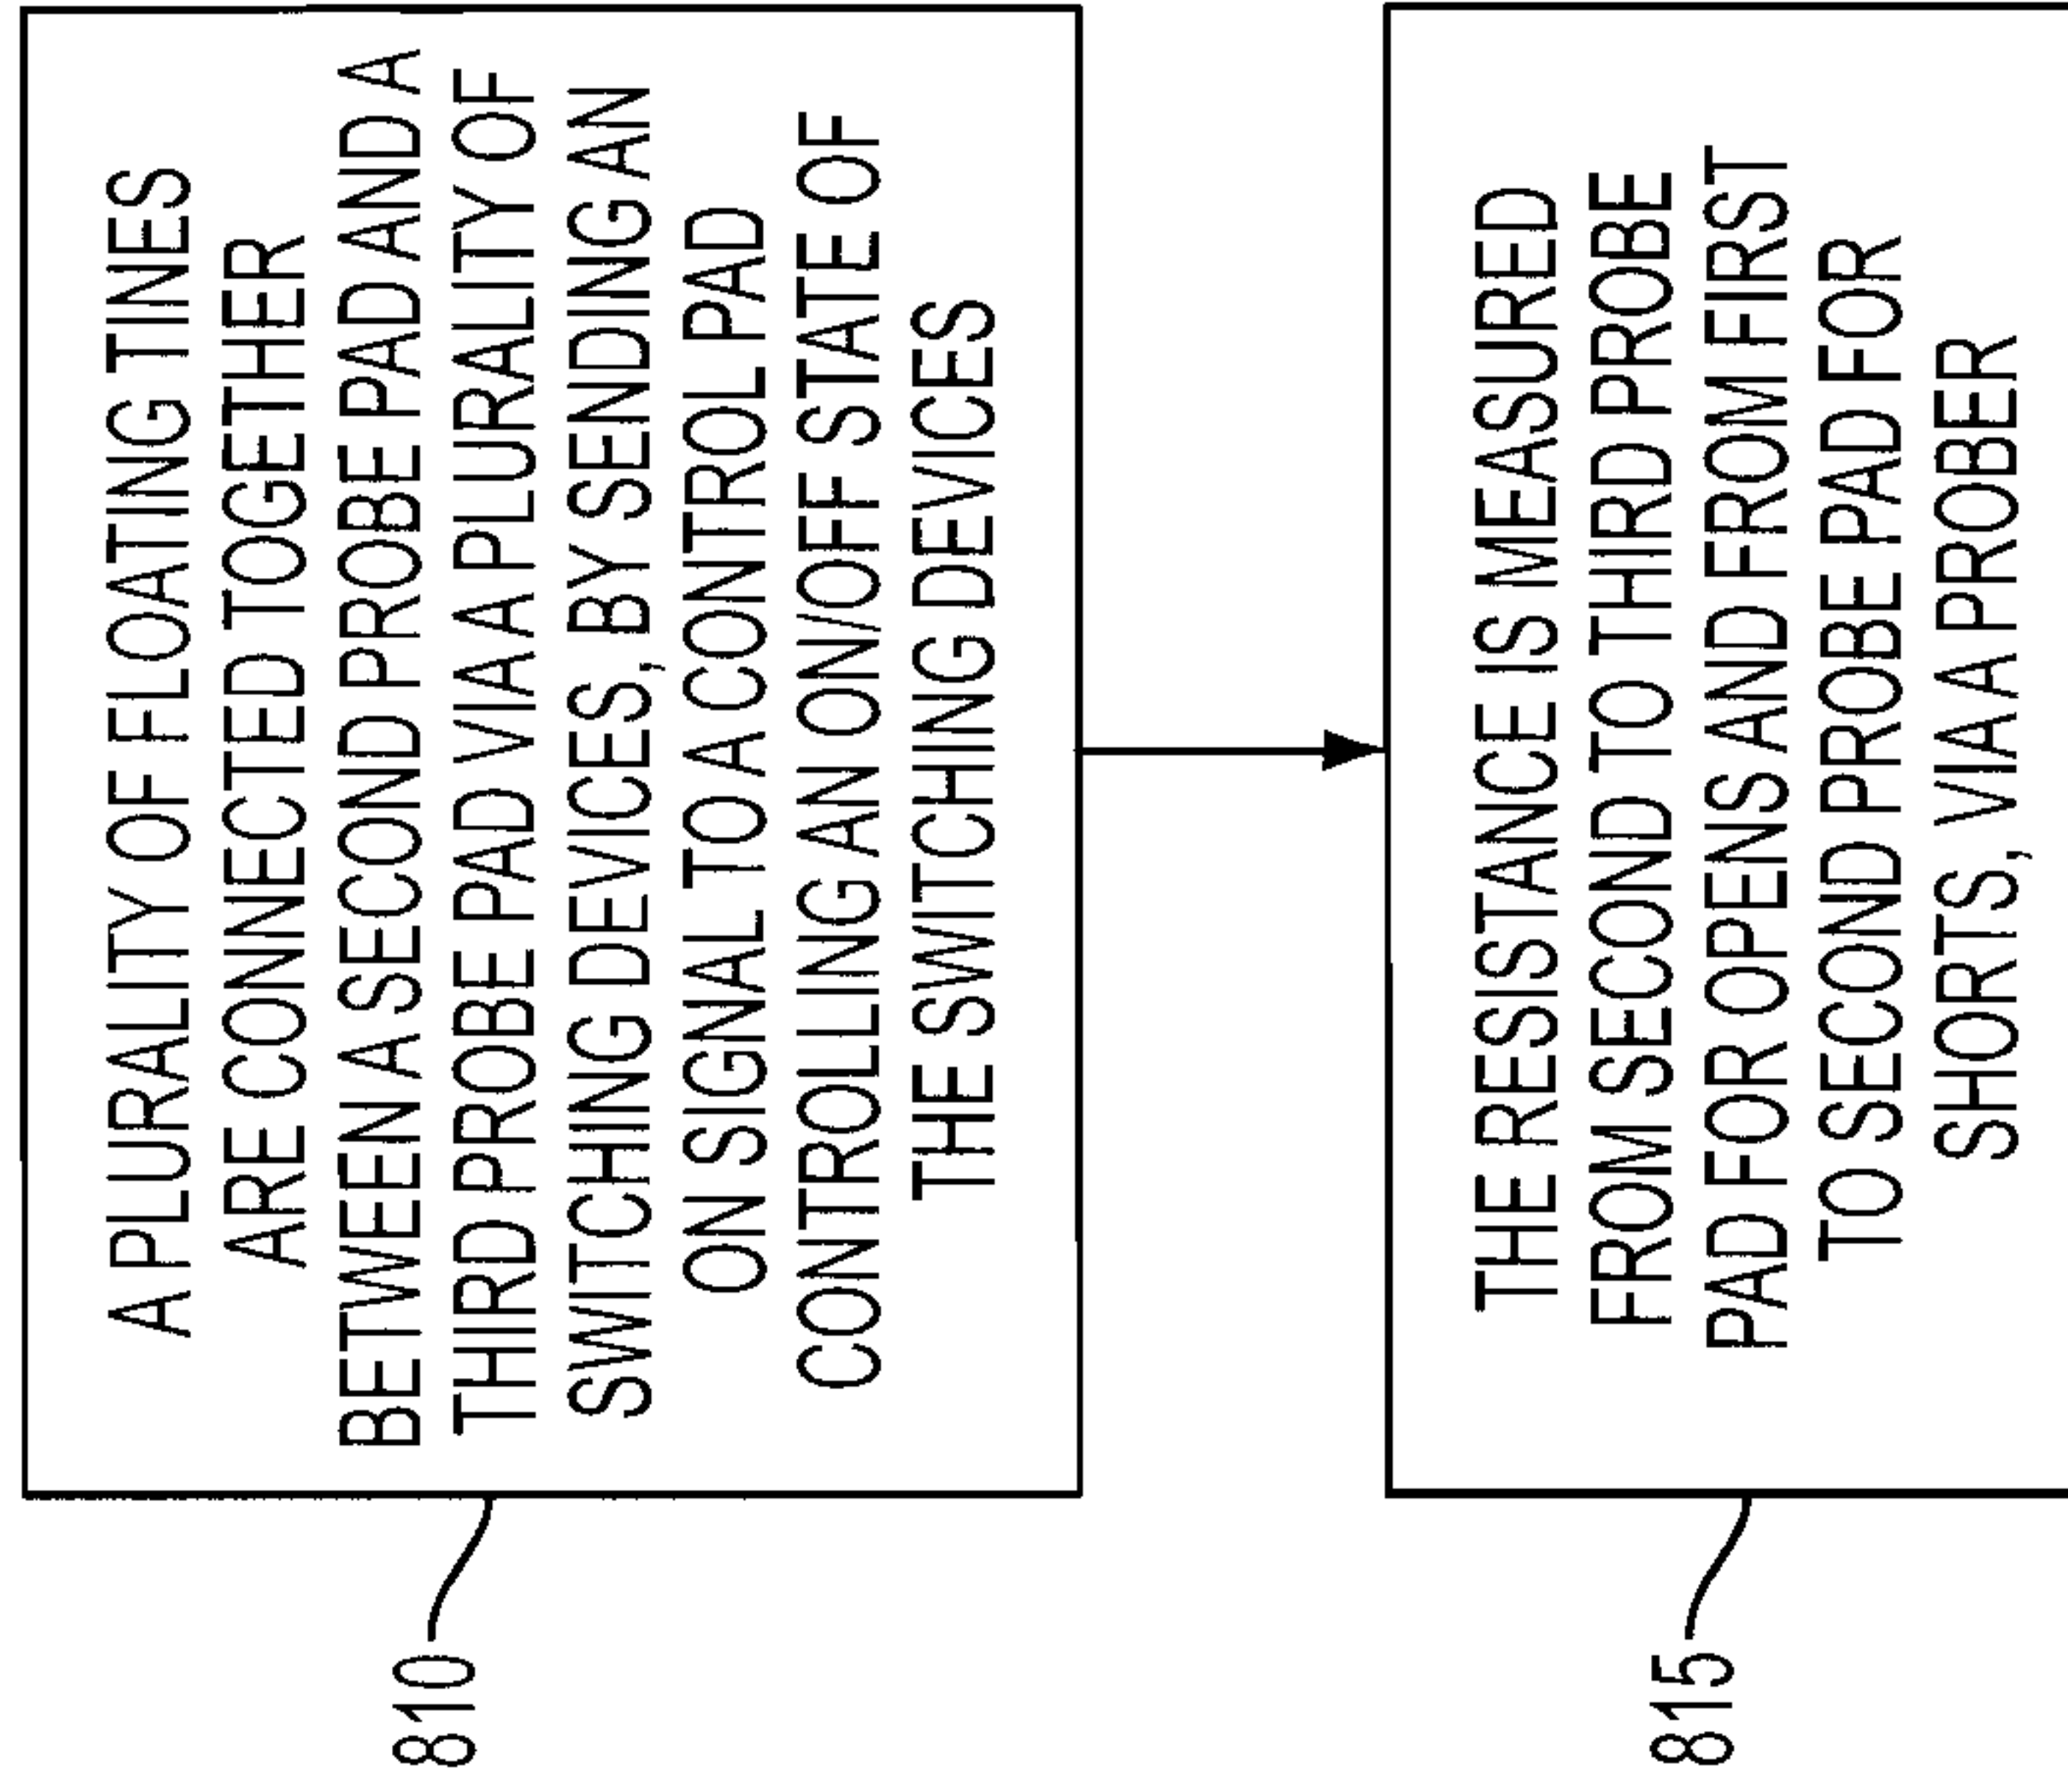 A PLURALITY OF FLOATING TINES
ARE CONNECTED TOGETHER
BETWEEN A SECOND PROBE PAD AND A
THIRD PROBE PAD VIA A PLURALITY OF
SWITCHING DEVICES, BY SENDING AN
ON SIGNAL TO A CONTROL PAD
CONTROLLING AN ON/OFF STATE OF
THE SWITCHING DEVICES
810
THE RESISTANCE IS MEASURED
FROM SECOND TO THIRD PROBE
PAD FOR OPENS AND FROM FIRST
TO SECOND PROBE PAD FOR
SHORTS, VIA A PROBER
815